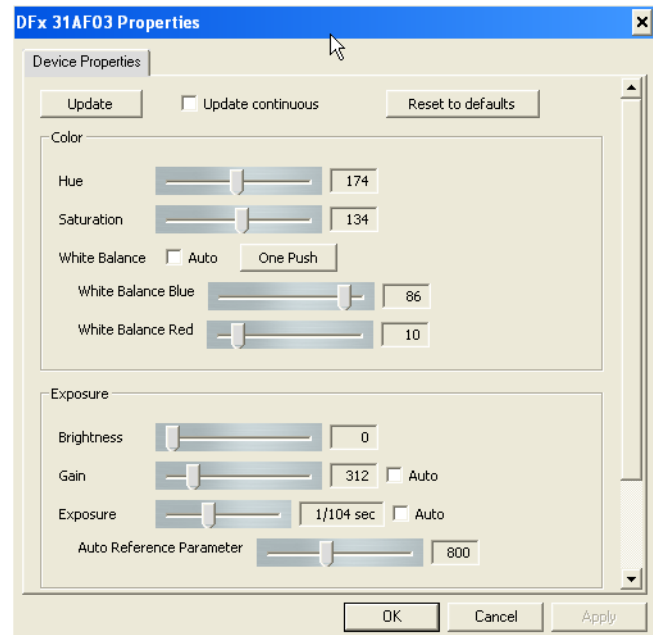 DFx 31AF03 Properties
Device Properties
Update Update continuous Reset to defaults
Color
Hue 174
Saturation 134
White Balance Auto One Push
White Balance Blue 86
White Balance Red 10
Exposure
Brightness 0
Gain 312 Auto
Exposure 1/104 sec Auto
Auto Reference Parameter 800
OK Cancel Apply